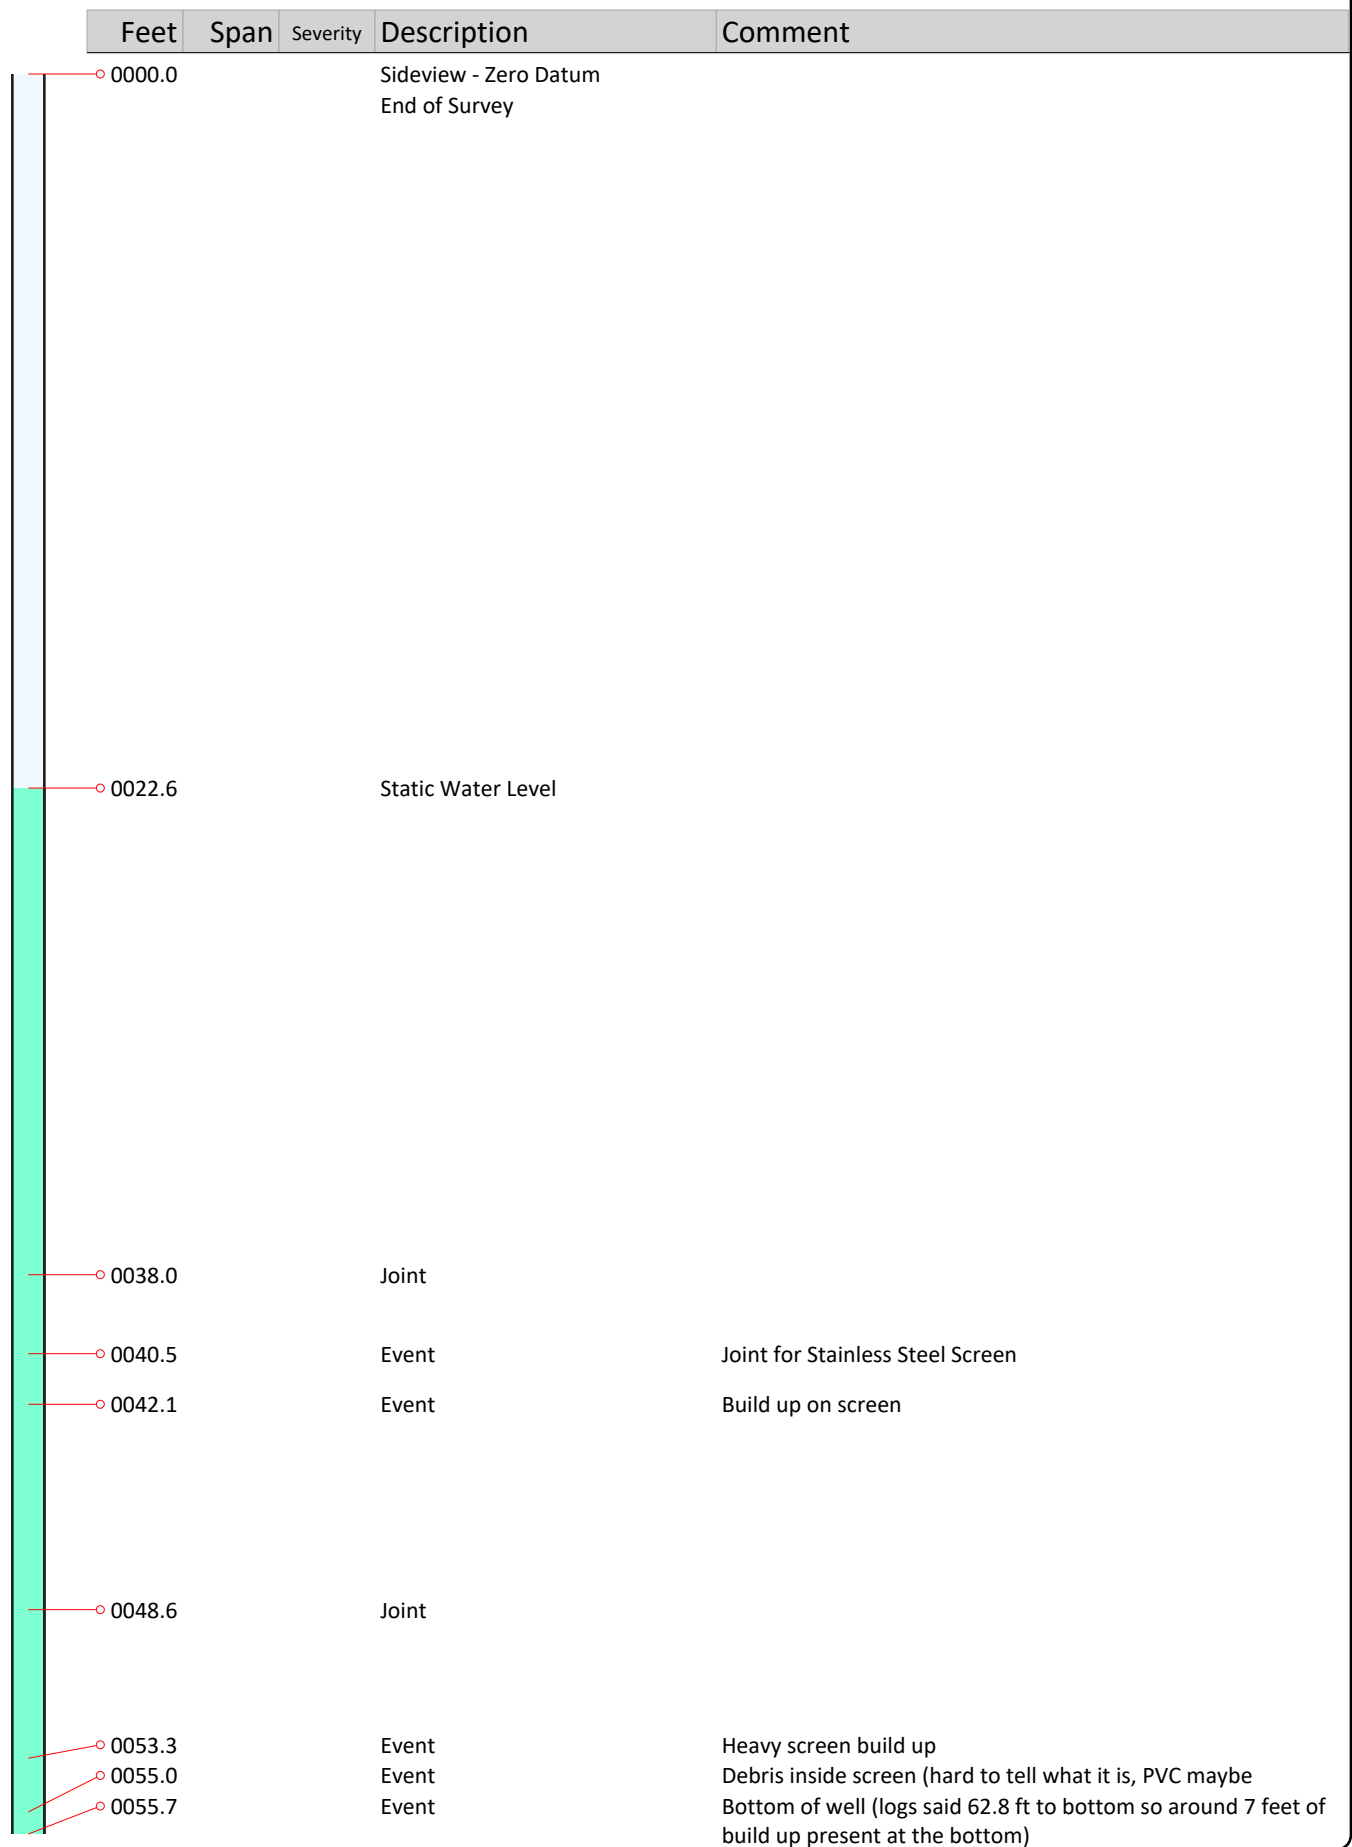 Feet Span Severity Description Comment
0000.0 Sideview - Zero Datum
End of Survey
0022.6 Static Water Level
0038.0 Joint
0040.5 Event Joint for Stainless Steel Screen
0042.1 Event Build up on screen
0048.6 Joint
0053.3 Event Heavy screen build up
0055.0 Event Debris inside screen (hard to tell what it is, PVC maybe
0055.7 Event Bottom of well (logs said 62.8 ft to bottom so around 7 feet of
build up present at the bottom)